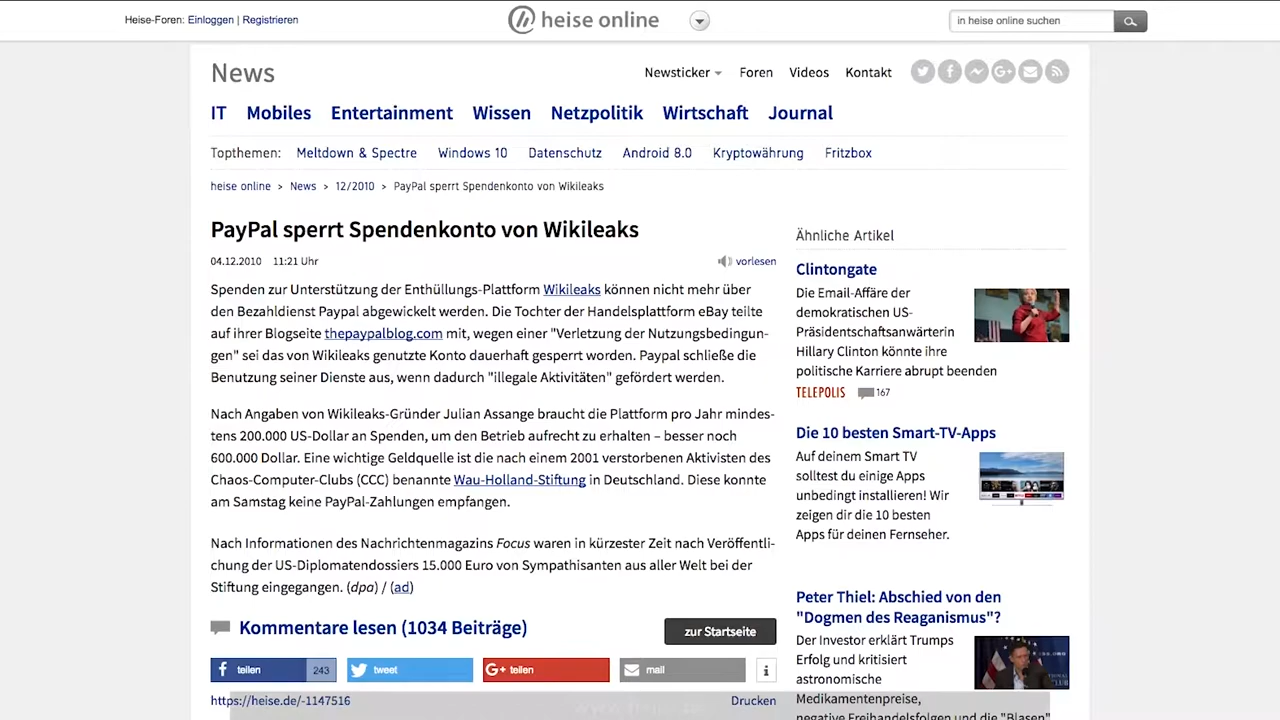 Heise-Foren: Einloggen | Registrieren
heise online
in heise online suchen
News
Newsticker
Foren
Videos
Kontakt
IT
Mobiles
Entertainment
Wissen
Netzpolitik
Wirtschaft
Journal
Topthemen:
Meltdown & Spectre
Windows 10
Datenschutz
Android 8.0
Kryptowährung
Fritzbox
heise online > News > 12/2010 > PayPal sperrt Spendenkonto von Wikileaks
PayPal sperrt Spendenkonto von Wikileaks
04.12.2010 11:21 Uhr
vorlesen
Spenden zur Unterstützung der Enthüllungs-Plattform Wikileaks können nicht mehr über
den Bezahldienst Paypal abgewickelt werden. Die Tochter der Handelsplattform eBay teilte
auf ihrer Blogseite thepaypalblog.com mit, wegen einer "Verletzung der Nutzungsbedingun-
gen" sei das von Wikileaks genutzte Konto dauerhaft gesperrt worden. Paypal schließe die
Benutzung seiner Dienste aus, wenn dadurch "illegale Aktivitäten" gefördert werden.
Nach Angaben von Wikileaks-Gründer Julian Assange braucht die Plattform pro Jahr mindes-
tens 200.000 US-Dollar an Spenden, um den Betrieb aufrecht zu erhalten – besser noch
600.000 Dollar. Eine wichtige Geldquelle ist die nach einem 2001 verstorbenen Aktivisten des
Chaos-Computer-Clubs (CCC) benannte Wau-Holland-Stiftung in Deutschland. Diese konnte
am Samstag keine PayPal-Zahlungen empfangen.
Nach Informationen des Nachrichtenmagazins Focus waren in kürzester Zeit nach Veröffentli-
chung der US-Diplomatendossiers 15.000 Euro von Sympathisanten aus aller Welt bei der
Stiftung eingegangen. (dpa) / (ad)
Kommentare lesen (1034 Beiträge)
zur Startseite
teilen 243
tweet
G+ teilen
mail
https://heise.de/-1147516
Drucken
Ähnliche Artikel
Clintongate
Die Email-Affäre der
demokratischen US-
Präsidentschaftsanwärterin
Hillary Clinton könnte ihre
politische Karriere abrupt beenden
TELEPOLIS 167
Die 10 besten Smart-TV-Apps
Auf deinem Smart TV
solltest du einige Apps
unbedingt installieren! Wir
zeigen dir die 10 besten
Apps für deinen Fernseher.
Peter Thiel: Abschied von den
"Dogmen des Reaganismus"?
Der Investor erklärt Trumps
Erfolg und kritisiert
astronomische
Medikamentenpreise,
negative Freihandelsfolgen und die "Blasen"